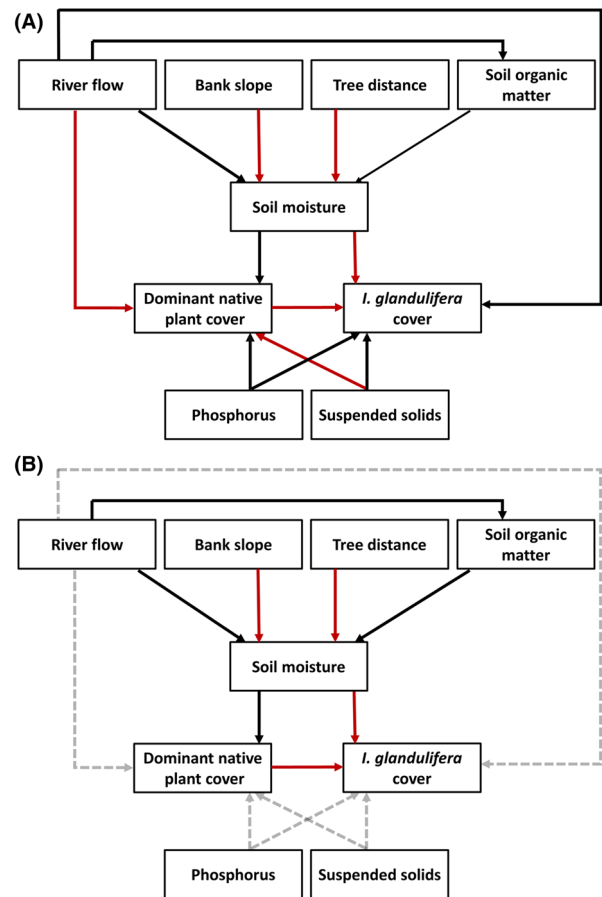 (A)
River flow
Bank slope
Tree distance
Soil organic
matter
Soil moisture
Dominant native
plant cover
I. glandulifera
cover
Phosphorus
Suspended solids
(B)
River flow
Bank slope
Tree distance
Soil organic
matter
Soil moisture
Dominant native
plant cover
I. glandulifera
cover
Phosphorus
Suspended solids